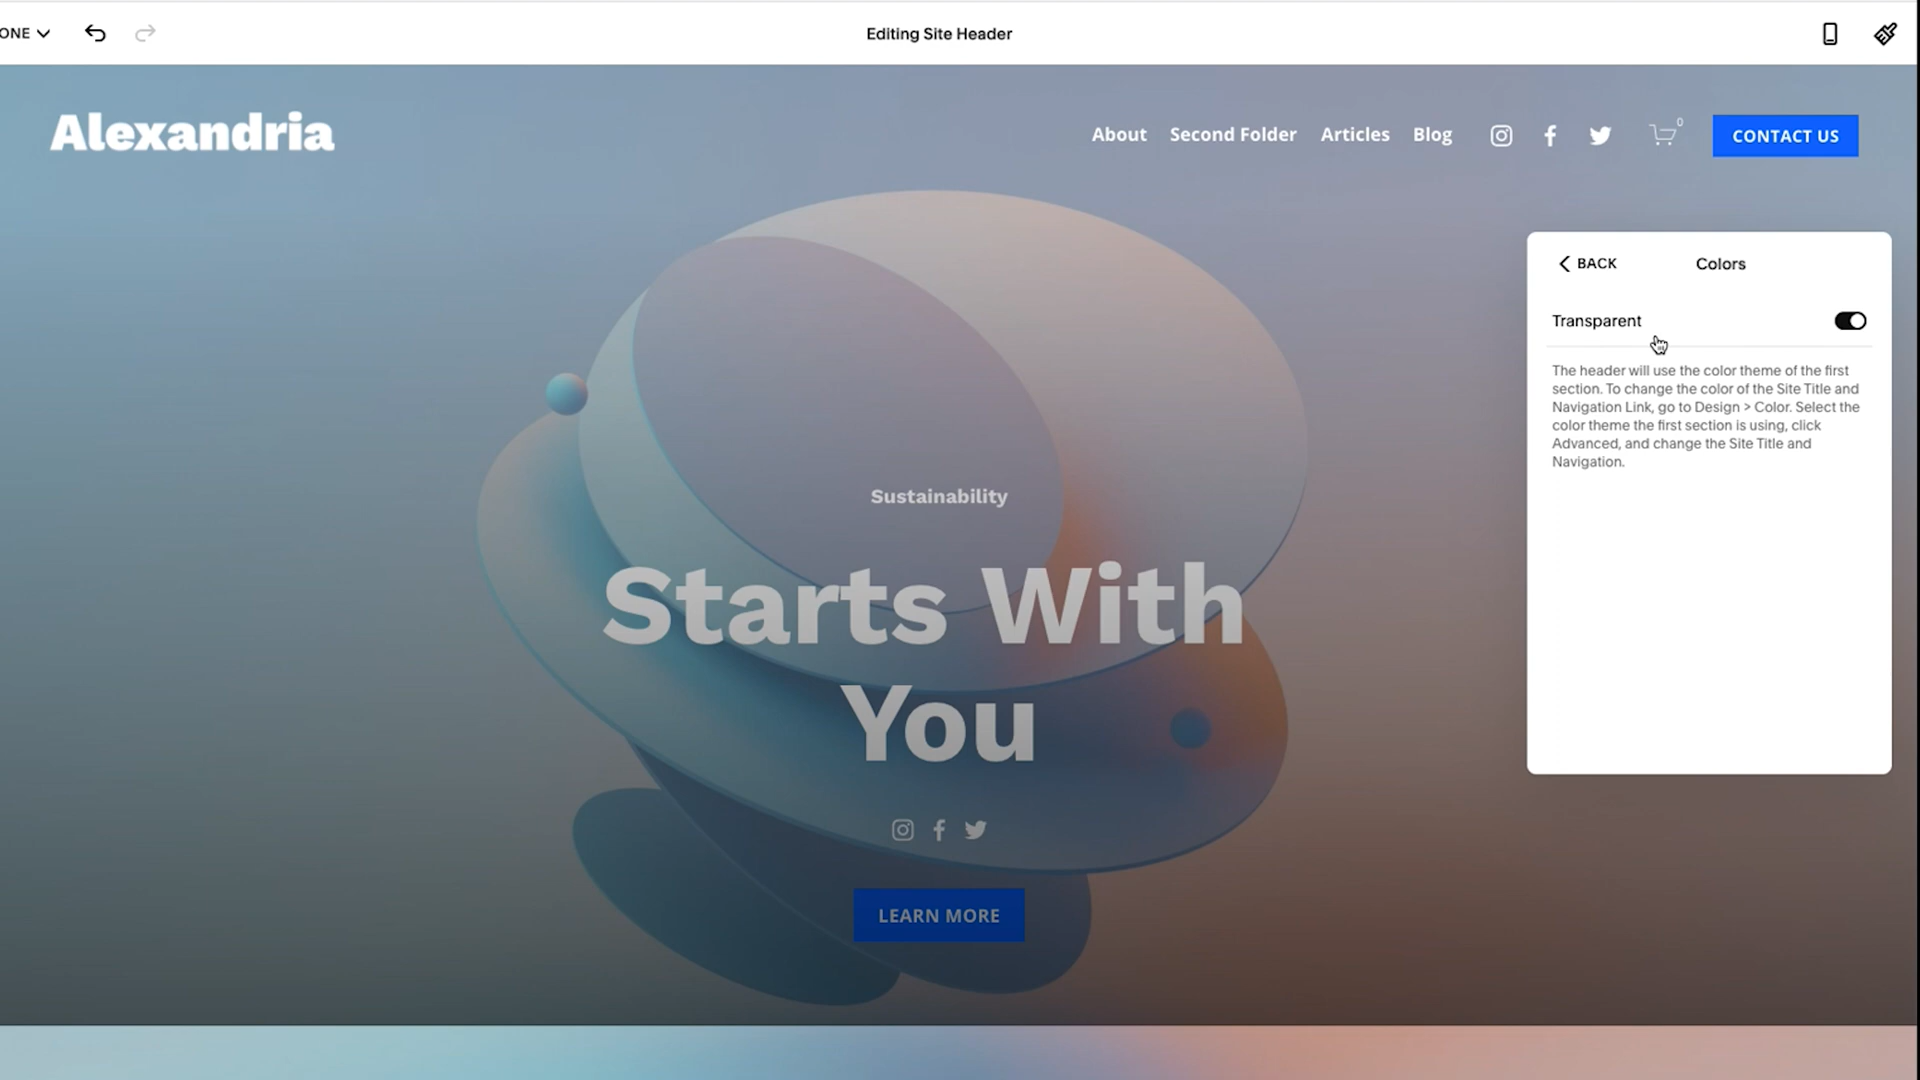 ONE
Editing Site Header
Alexandria
About Second Folder Articles Blog 0 CONTACT US
BACK Colors
Transparent
The header will use the color theme of the first
section. To change the color of the Site Title and
Navigation Link, go to Design > Color. Select the
color theme the first section is using, click
Advanced, and change the Site Title and
Navigation.
Sustainability
Starts With
You
LEARN MORE